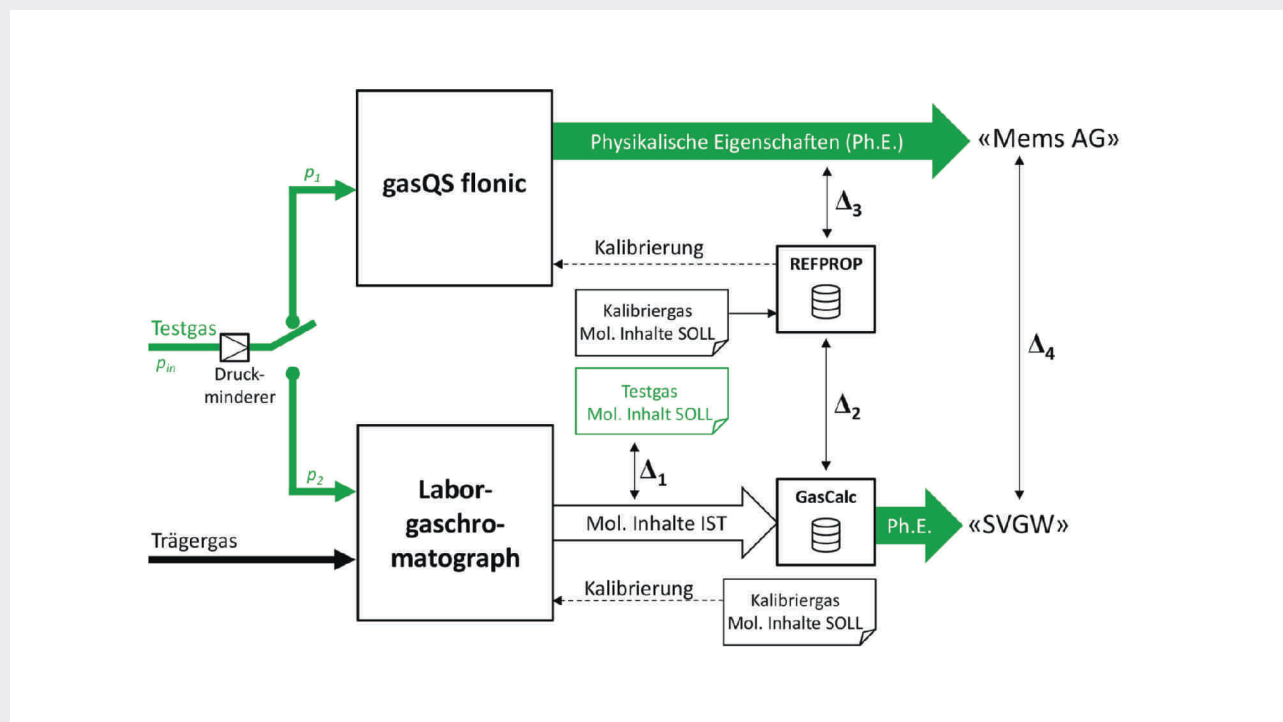 Physikalische Eigenschaften (Ph.E.)
«Mems AG»
p1
gasQS flonic
Δ3
Kalibrierung
REFPROP
Kalibriergas
Mol. Inhalte SOLL
Testgas
pin
Druck-
minderer
Δ4
Testgas
Mol. Inhalt SOLL
Δ2
p2
Δ1
Labor-
gaschro-
matograph
GasCalc
Mol. Inhalte IST
Ph.E.
«SVGW»
Trägergas
Kalibrierung
Kalibriergas
Mol. Inhalte SOLL